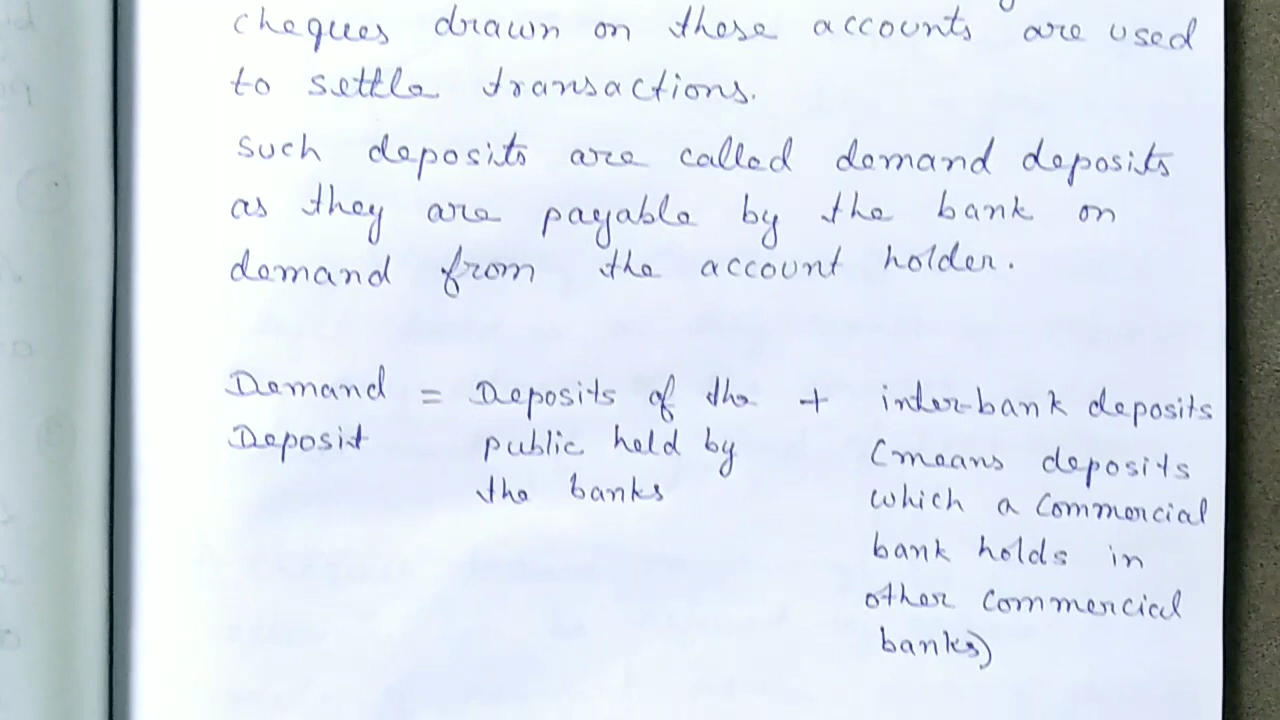 cheques drawn on these accounts are used
to settle transactions.
Such deposits are called demand deposits
as they are payable by the bank on
demand from the account holder.
Demand = Deposits of the + inter-bank deposits
Deposit public held by (means deposits
the banks which a commercial
bank holds in
other commercial
banks)